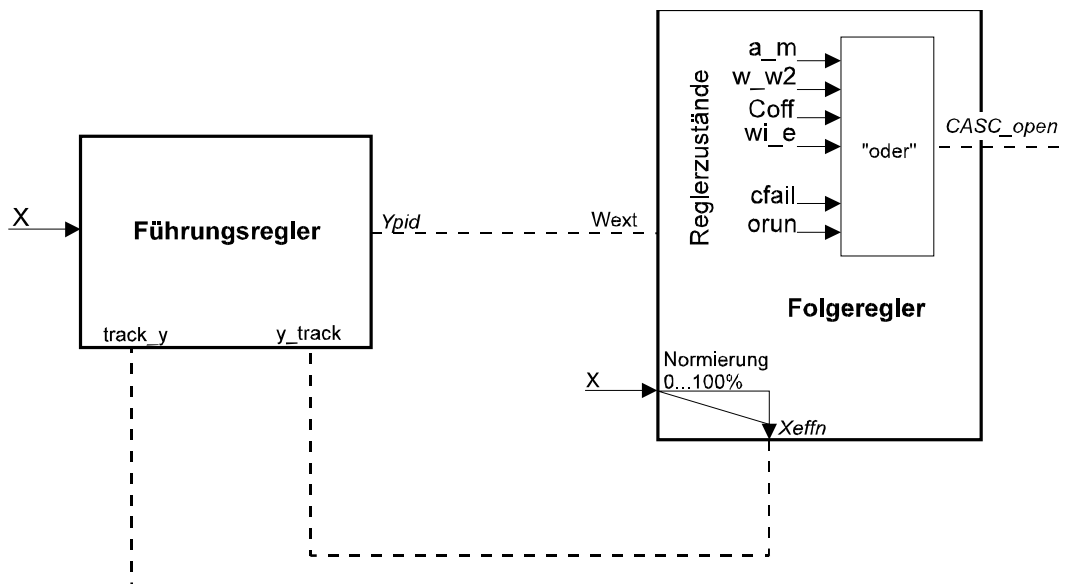 a_m
w_w2
Coff
wi_e
cfail
orun
Reglerzustände
"oder"
CASC_open
X
Führungsregler
Ypid
Wext
Folgeregler
track_y
y_track
X
Normierung
0...100%
Xeffn